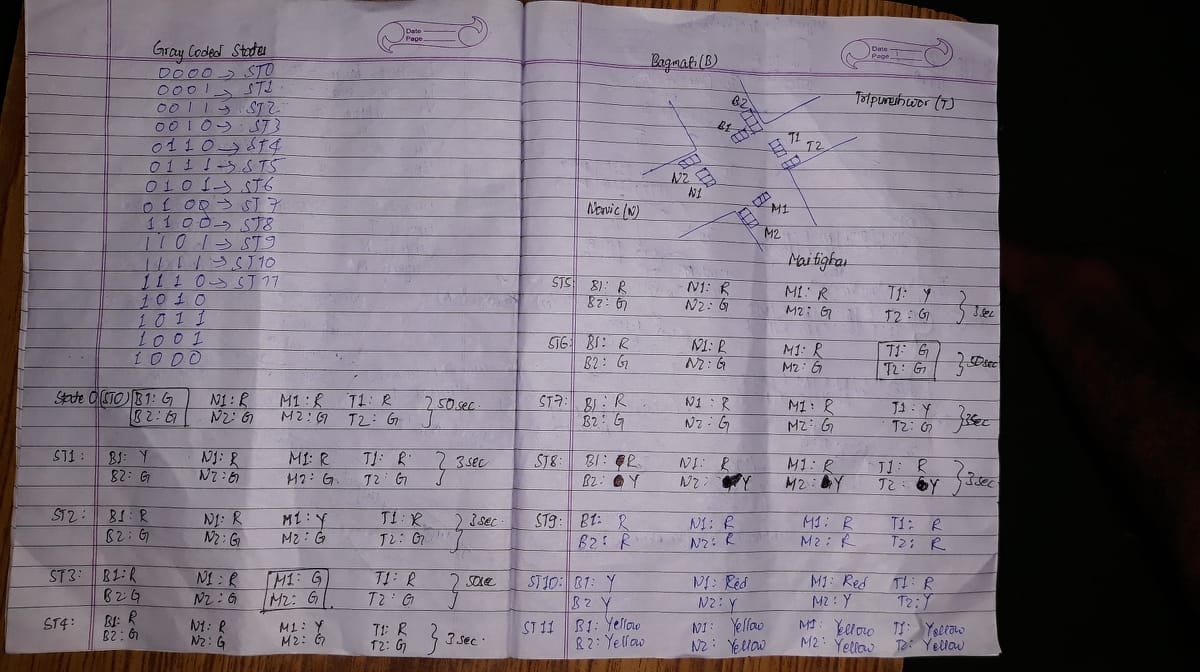 Gray Coded States
0000 → ST0
0001 → ST1
0011 → ST2
0010 → ST3
0110 → ST4
0111 → ST5
0101 → ST6
0100 → ST7
1100 → ST8
1101 → ST9
1111 → ST10
1110 → ST11
1010
1011
1001
1000
Date
Page
State 0 (ST0) B1: G N1: R M1: R T1: R } 50 sec.
B2: G N2: G M2: G T2: G
ST1: B1: Y N1: R M1: R T1: R } 3 sec
B2: G N2: G M2: G T2: G
ST2: B1: R N1: R M1: Y T1: R } 3 sec
B2: G N2: G M2: G T2: G
ST3: B1: R N1: R M1: G T1: R } 50sec
B2: G N2: G M2: G T2: G
ST4: B1: R N1: R M1: Y T1: R } 3 sec.
B2: G N2: G M2: G T2: G
Date
Page
Bagmati (B)
Tripureshwor (T)
B2
B1
T1
T2
N2
N1
Norvic (N)
M1
M2
Maitighar
ST5: B1: R N1: R M1: R T1: Y } 3 sec
B2: G N2: G M2: G T2: G
ST6: B1: R N1: R M1: R T1: G } 50 sec
B2: G N2: G M2: G T2: G
ST7: B1: R N1: R M1: R T1: Y } 3sec
B2: G N2: G M2: G T2: G
ST8: B1: R N1: R M1: R T1: R } 3 sec
B2: Y N2: Y M2: Y T2: Y
ST9: B1: R N1: R M1: R T1: R
B2: R N2: R M2: R T2: R
ST10: B1: Y N1: Red M1: Red T1: R
B2 Y N2: Y M2: Y T2: Y
ST11 B1: Yellow N1: Yellow M1: Yellow T1: Yellow
B2: Yellow N2: Yellow M2: Yellow T2: Yellow